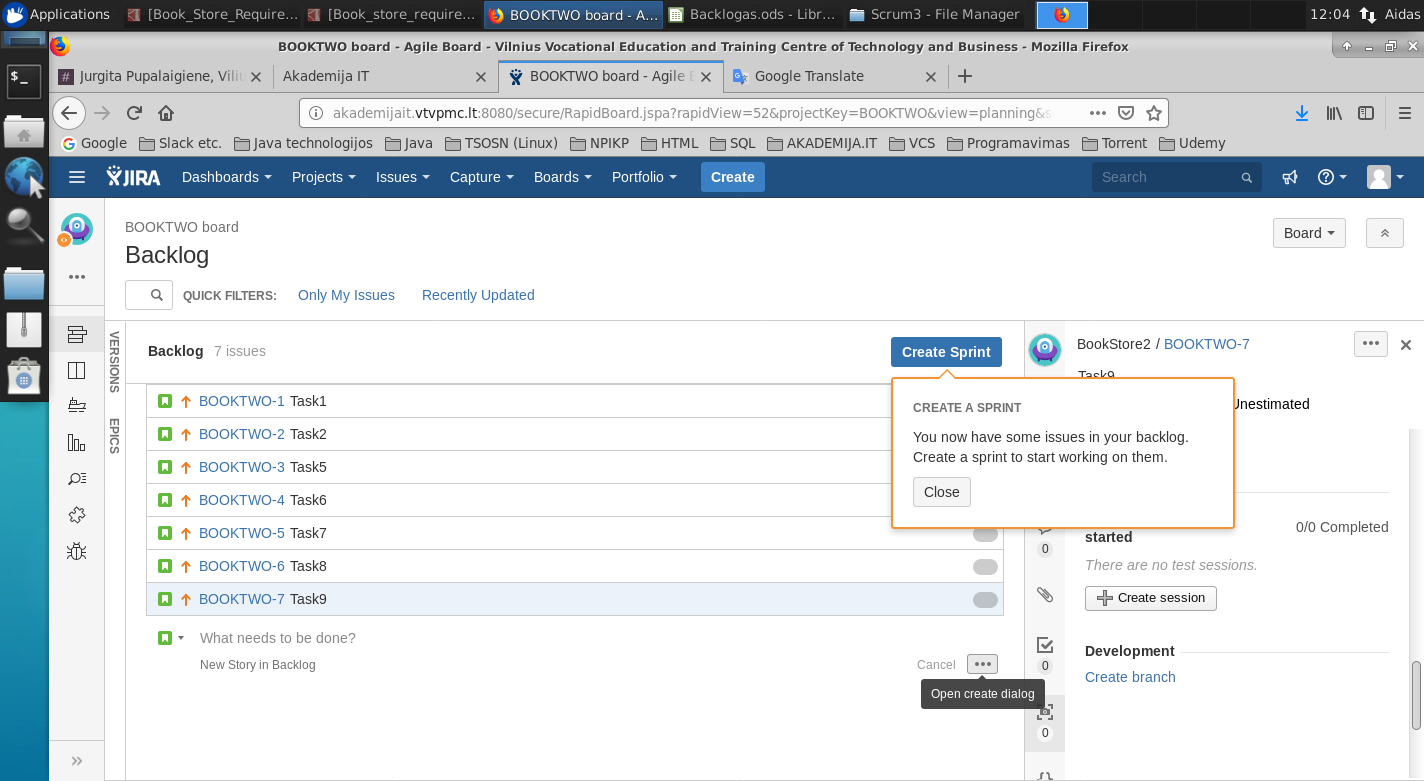 Applications [Book_Store_Require... [Book_store_require... BOOKTWO board - A... Backlogas.ods - Libr... Scrum3 - File Manager 12:04 Aidas
BOOKTWO board - Agile Board - Vilnius Vocational Education and Training Centre of Technology and Business - Mozilla Firefox
Jurgita Pupalaigiene, Viliu Akademija IT BOOKTWO board - Agile B Google Translate
akademijait.vtvpmc.lt:8080/secure/RapidBoard.jspa?rapidView=52&projectKey=BOOKTWO&view=planning&s
Google Slack etc. Java technologijos Java TSOSN (Linux) NPIKP HTML SQL AKADEMIJA.IT VCS Programavimas Torrent Udemy
JIRA Dashboards Projects Issues Capture Boards Portfolio Create Search
BOOKTWO board
Backlog
Board
QUICK FILTERS: Only My Issues Recently Updated
VERSIONS
EPICS
Backlog 7 issues
Create Sprint
BOOKTWO-1 Task1
BOOKTWO-2 Task2
BOOKTWO-3 Task5
BOOKTWO-4 Task6
BOOKTWO-5 Task7
BOOKTWO-6 Task8
BOOKTWO-7 Task9
What needs to be done?
New Story in Backlog
Cancel
Open create dialog
CREATE A SPRINT
You now have some issues in your backlog.
Create a sprint to start working on them.
Close
BookStore2 / BOOKTWO-7
Task9
Unestimated
started
0/0 Completed
There are no test sessions.
Create session
Development
Create branch
0
0
0